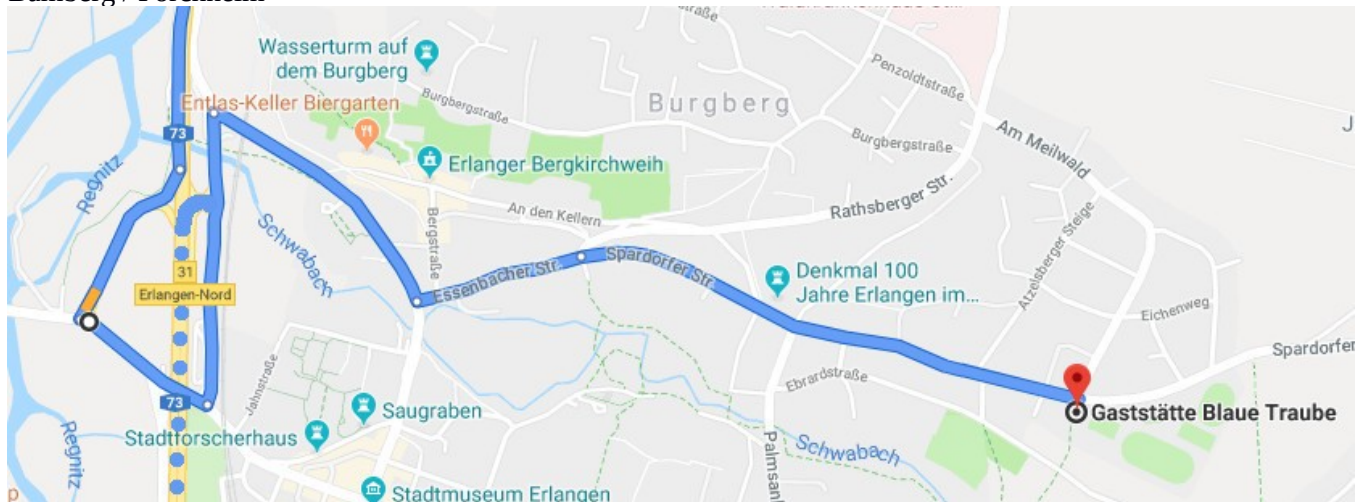 Bamberg / Forchheim
Wasserturm auf
dem Burgberg
Penzoldtstraße
Burgbergstraße
Entlas-Keller Biergarten
Burgberg
73
Burgbergstraße
Am Meilwald
J
Erlanger Bergkirchweih
Regnitz
Rathsberger Str.
An den Kellern
Bergstraße
Schwabach
Essenbacher Str.
Spardorfer Str.
Atzelsberger Steige
31
Erlangen-Nord
Denkmal 100
Jahre Erlangen im...
Eichenweg
Spardorfer
Jahnstraße
Ebrardstraße
73
Saugraben
Gaststätte Blaue Traube
Stadtforscherhaus
Regnitz
Schwabach
Palmsanl
Stadtmuseum Erlangen
p